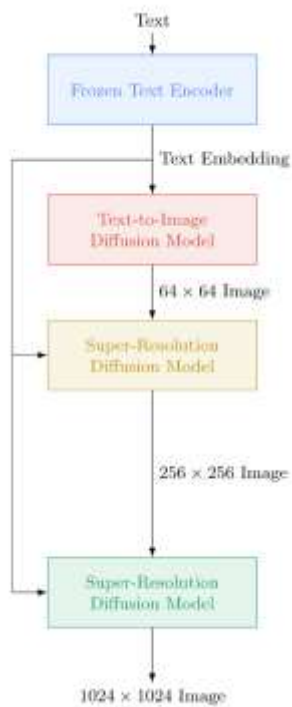 Text
Frozen Text Encoder
Text Embedding
Text-to-Image
Diffusion Model
64 × 64 Image
Super-Resolution
Diffusion Model
256 × 256 Image
Super-Resolution
Diffusion Model
1024 × 1024 Image